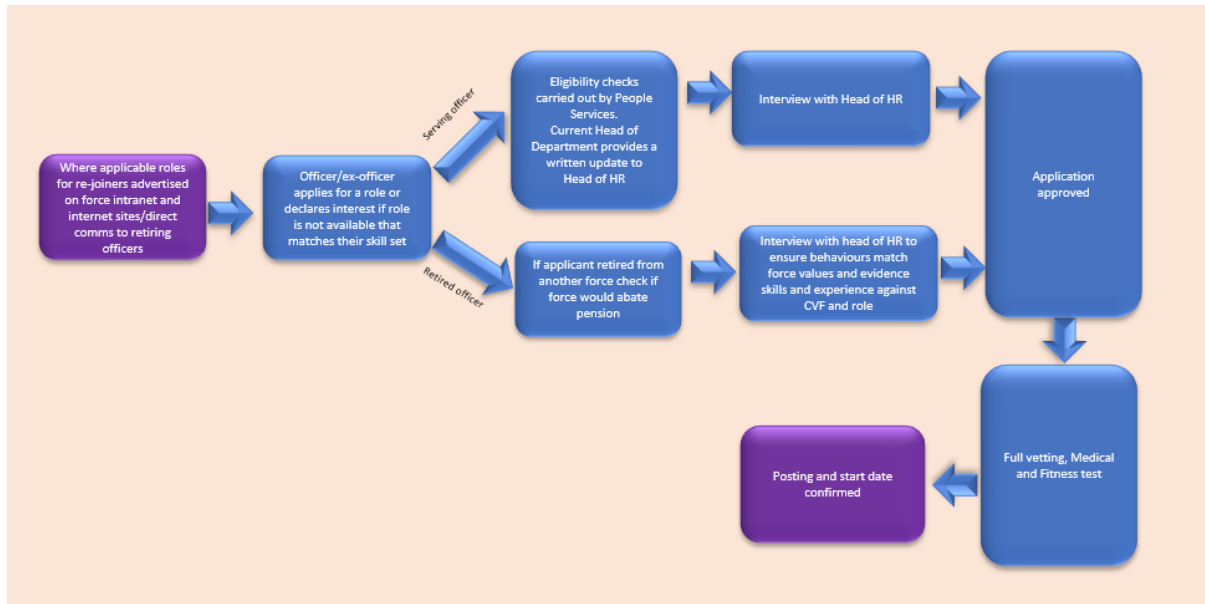 Where applicable roles
for re-joiners advertised
on force intranet and
internet sites/direct
comms to retiring
officers
Officer/ex-officer
applies for a role or
declares interest if role
is not available that
matches their skill set
Serving officer
Eligibility checks
carried out by People
Services.
Current Head of
Department provides a
written update to
Head of HR
Interview with Head of HR
Application
approved
Retired officer
If applicant retired from
another force check if
force would abate
pension
Interview with head of HR to
ensure behaviours match
force values and evidence
skills and experience against
CVF and role
Full vetting, Medical
and Fitness test
Posting and start date
confirmed